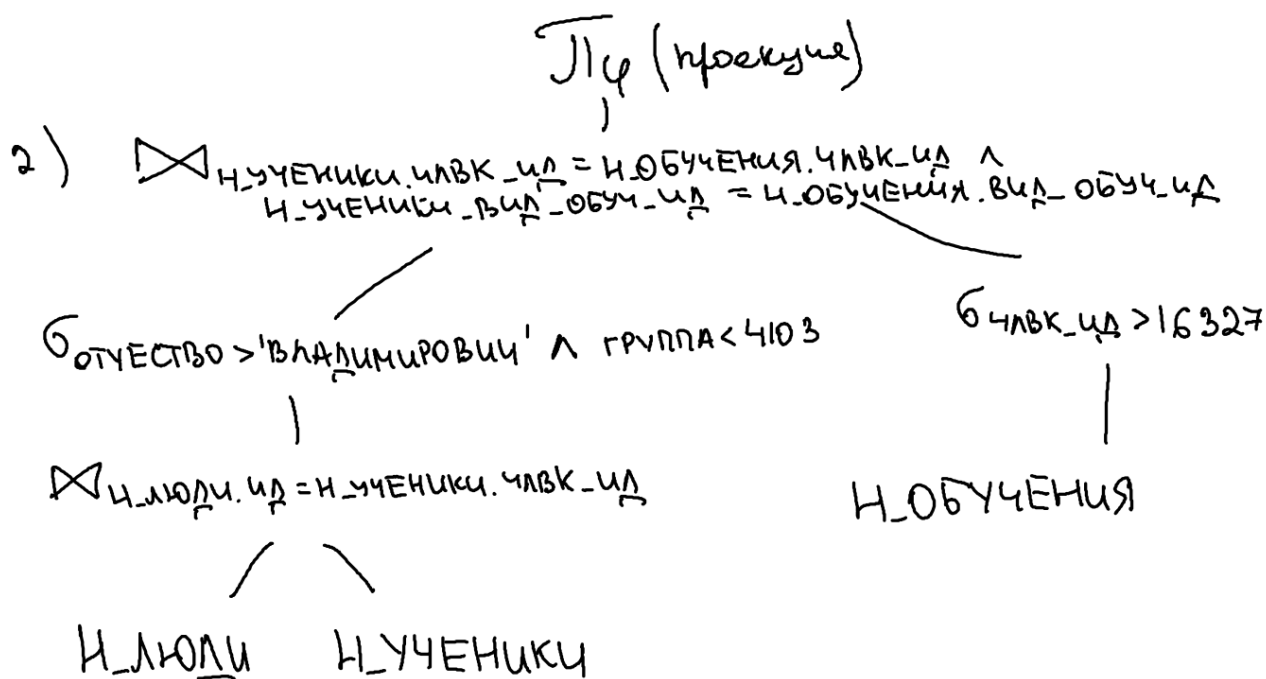 Пφ (проекция)
2) ⋈ Н_УЧЕНИКИ.ЧЛВК_ИД = Н_ОБУЧЕНИЯ.ЧЛВК_ИД ∧
Н_УЧЕНИКИ_ВИД_ОБУЧ_ИД = Н_ОБУЧЕНИЯ.ВИД_ОБУЧ_ИД
σ ОТЧЕСТВО > 'ВЛАДИМИРОВИЧ' ∧ ГРУППА < 4103
σ ЧЛВК_ИД > 16327
⋈ Н_ЛЮДИ.ИД = Н_УЧЕНИКИ.ЧЛВК_ИД
Н_ОБУЧЕНИЯ
Н_ЛЮДИ Н_УЧЕНИКИ